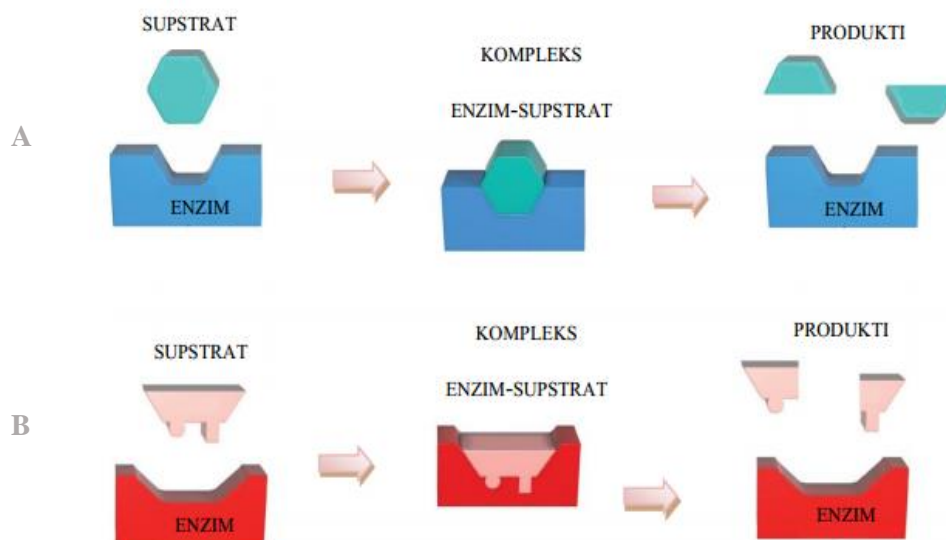 SUPSTRAT
KOMPLEKS
ENZIM-SUPSTRAT
PRODUKTI
A
ENZIM
ENZIM
SUPSTRAT
KOMPLEKS
ENZIM-SUPSTRAT
PRODUKTI
B
ENZIM
ENZIM